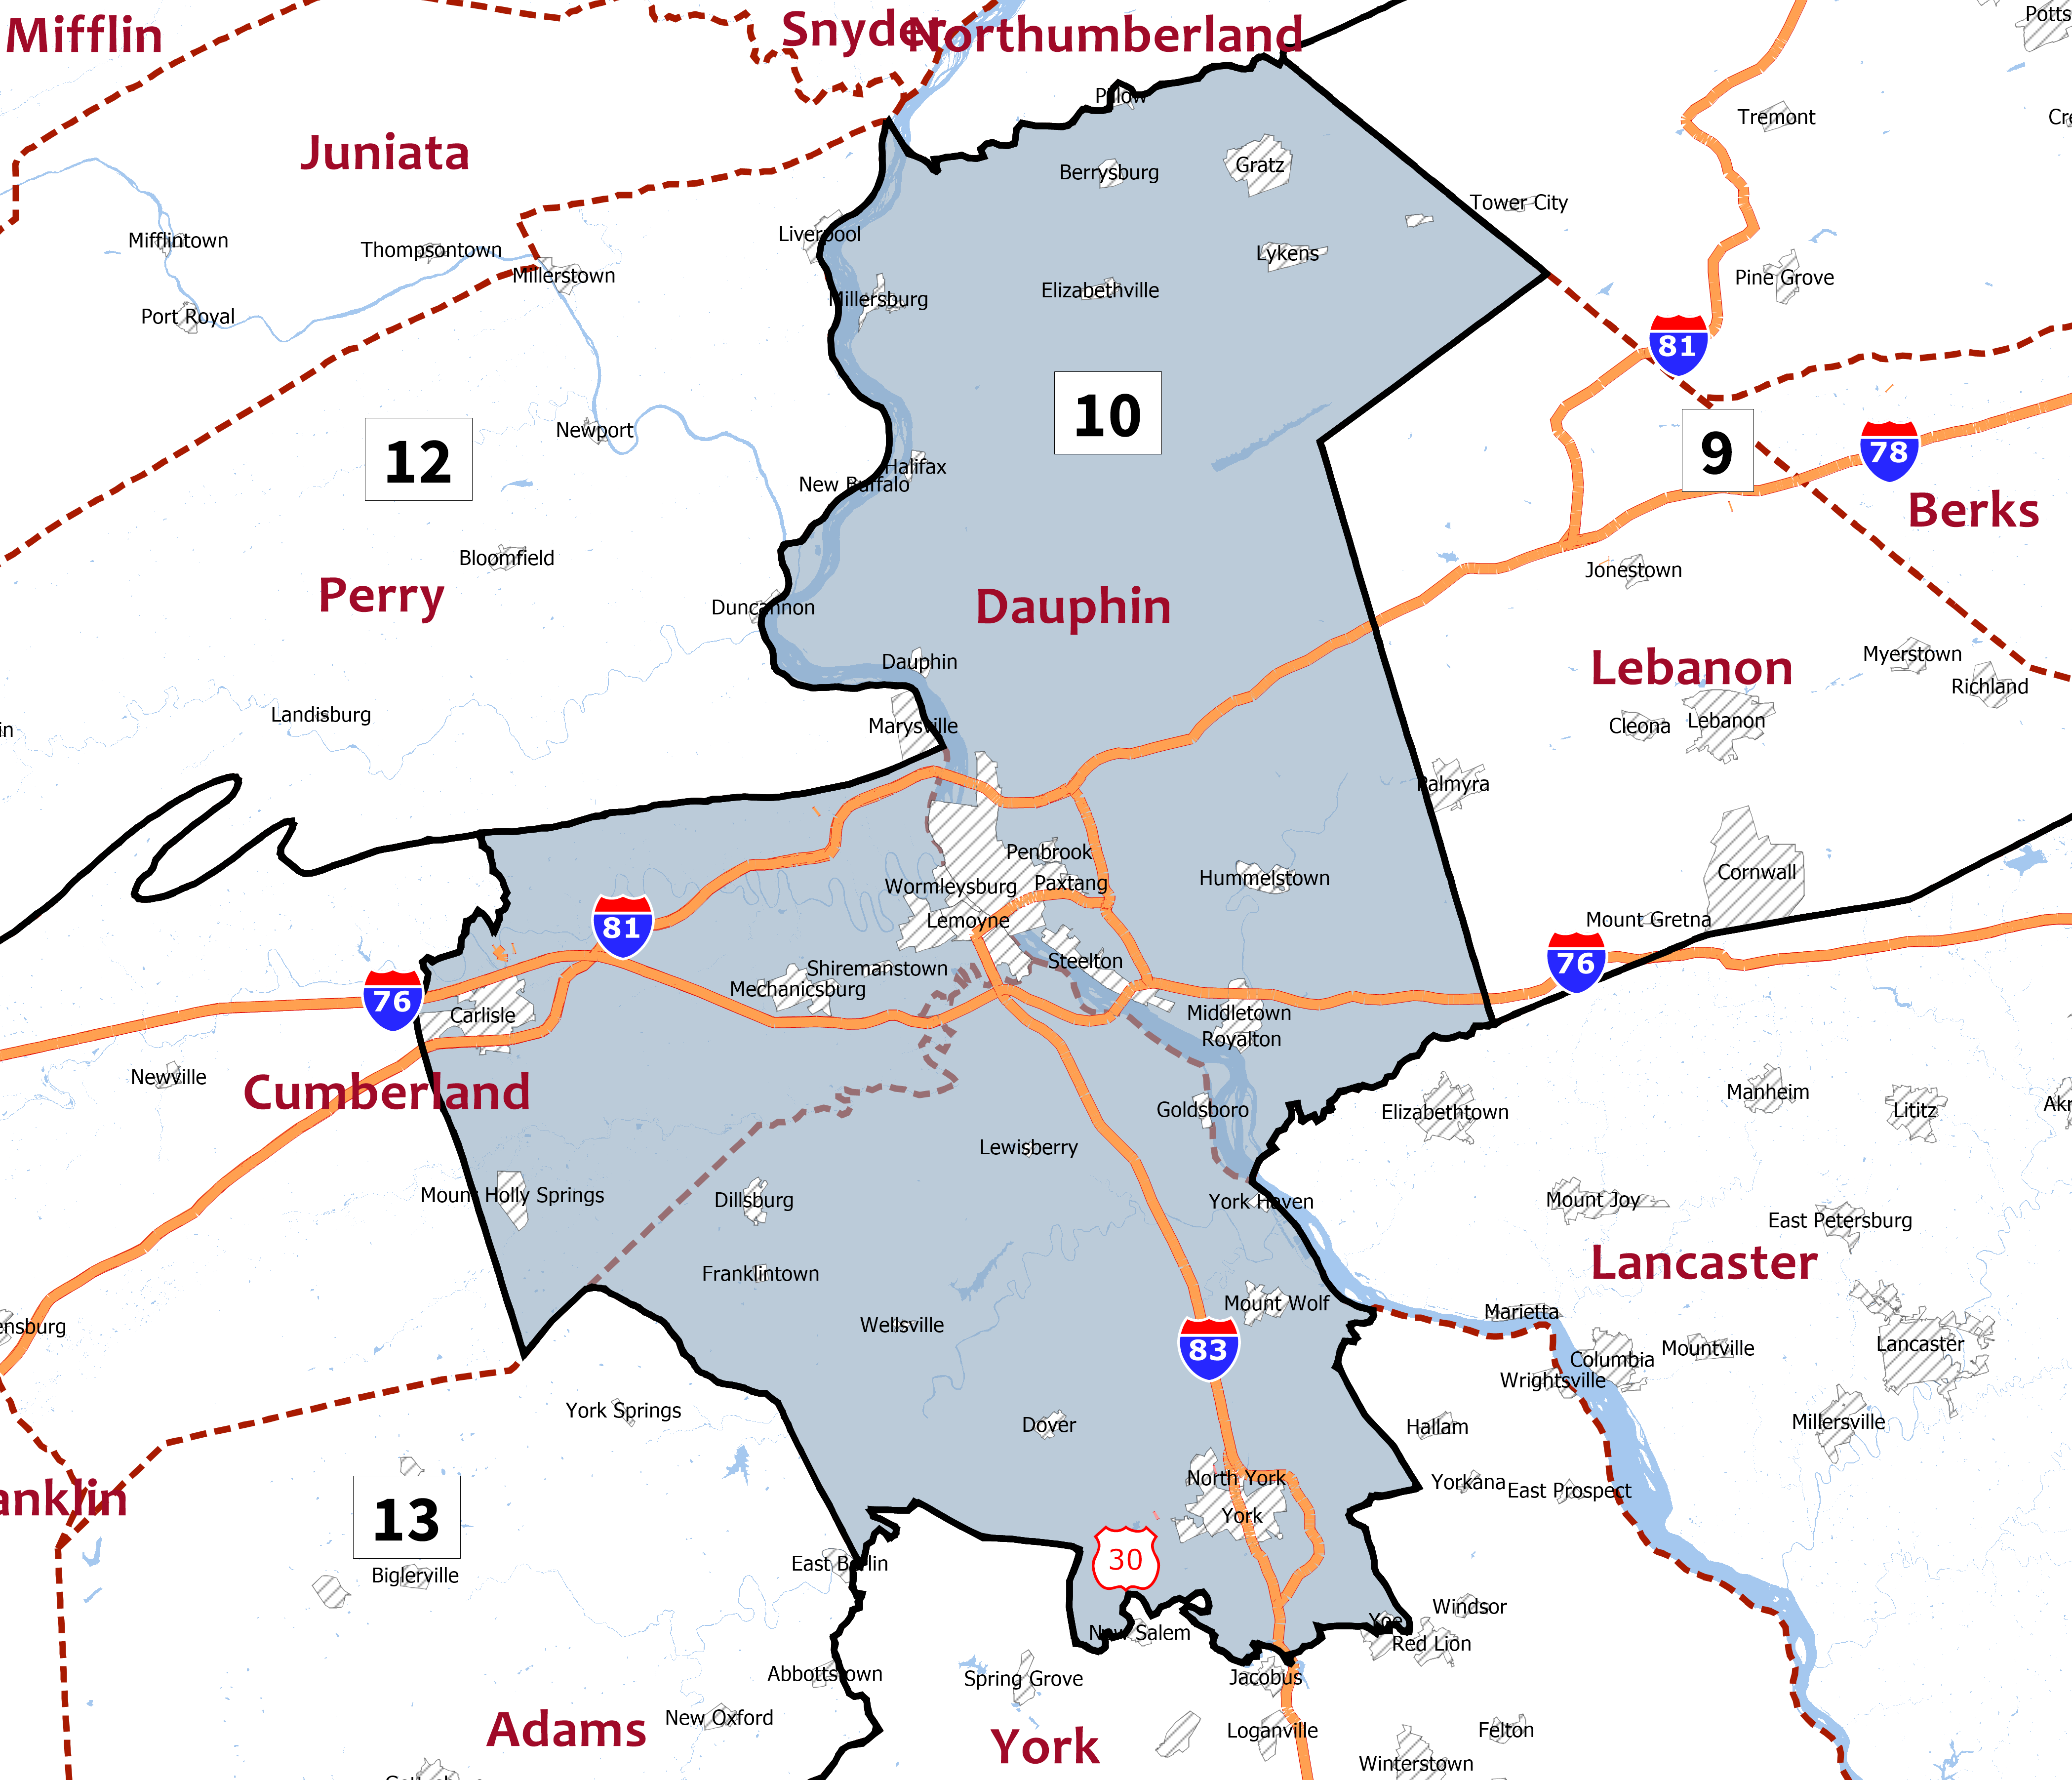 Mifflin
Snyder
Northumberland
Potts
Pillow
Tremont
Cre
Juniata
Berrysburg
Gratz
Tower City
Mifflintown
Thompsontown
Liverpool
Lykens
Millerstown
Pine Grove
Millersburg
Elizabethville
Port Royal
81
10
12
Newport
9
78
Halifax
New Buffalo
Berks
Bloomfield
Jonestown
Perry
Duncannon
Dauphin
Dauphin
Lebanon
Myerstown
Richland
Landisburg
Marysville
Cleona
Lebanon
in
Palmyra
Penbrook
Cornwall
Wormleysburg
Paxtang
Hummelstown
Lemoyne
Mount Gretna
81
Steelton
Shiremanstown
Mechanicsburg
76
76
Carlisle
Middletown
Royalton
Newville
Cumberland
Goldsboro
Elizabethtown
Manheim
Lititz
Akr
Lewisberry
Mount Holly Springs
Dillsburg
York Haven
Mount Joy
East Petersburg
Lancaster
Franklintown
Mount Wolf
Marietta
ensburg
Wellsville
83
Columbia
Mountville
Lancaster
Wrightsville
York Springs
Dover
Hallam
Millersville
North York
Yorkana
East Prospect
anklin
13
York
30
East Berlin
Biglerville
Yoe
Windsor
New Salem
Red Lion
Abbottstown
Spring Grove
Jacobus
Adams
New Oxford
York
Loganville
Felton
Winterstown